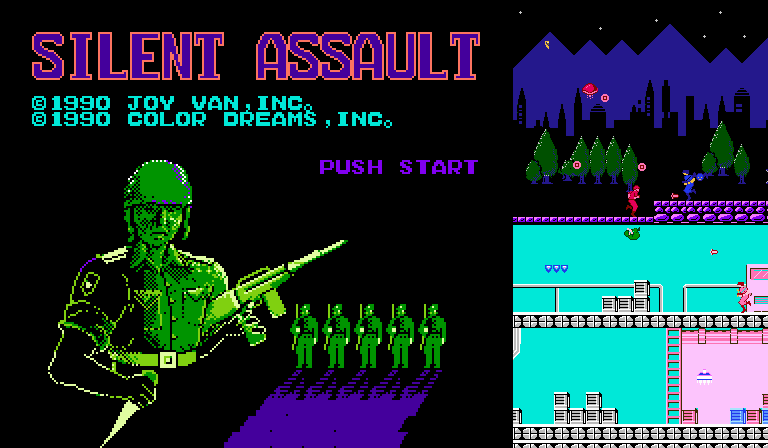 SILENT ASSAULT
©1990 JOY VAN,INC.
©1990 COLOR DREAMS,INC.
PUSH START